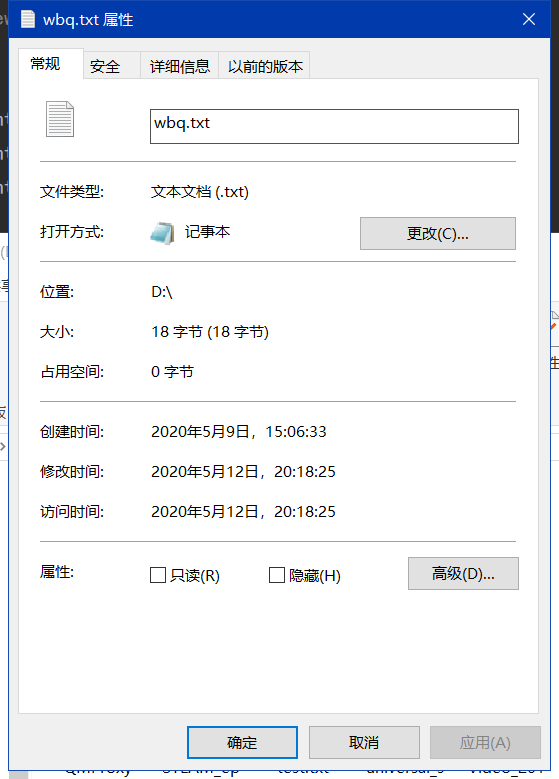 wbq.txt 属性
常规
安全
详细信息
以前的版本
wbq.txt
文件类型:
文本文档 (.txt)
打开方式:
记事本
更改(C)...
位置:
D:\
大小:
18 字节 (18 字节)
占用空间:
0 字节
创建时间:
2020年5月9日，15:06:33
修改时间:
2020年5月12日，20:18:25
访问时间:
2020年5月12日，20:18:25
属性:
只读(R)
隐藏(H)
高级(D)...
确定
取消
应用(A)